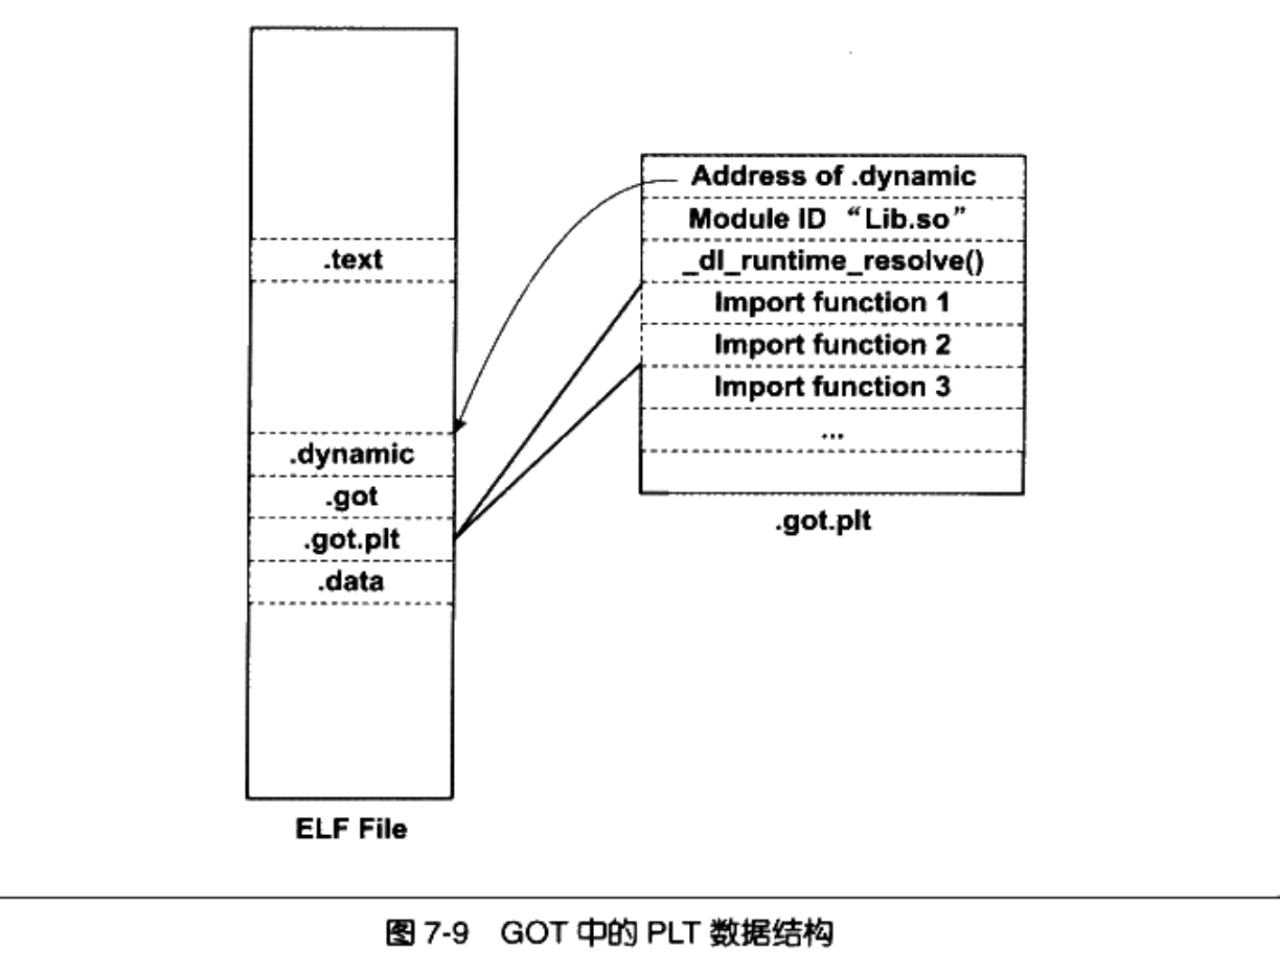 .text
.dynamic
.got
.got.plt
.data
ELF File
Address of .dynamic
Module ID “Lib.so”
_dl_runtime_resolve()
Import function 1
Import function 2
Import function 3
...
.got.plt
图 7-9 GOT 中的 PLT 数据结构